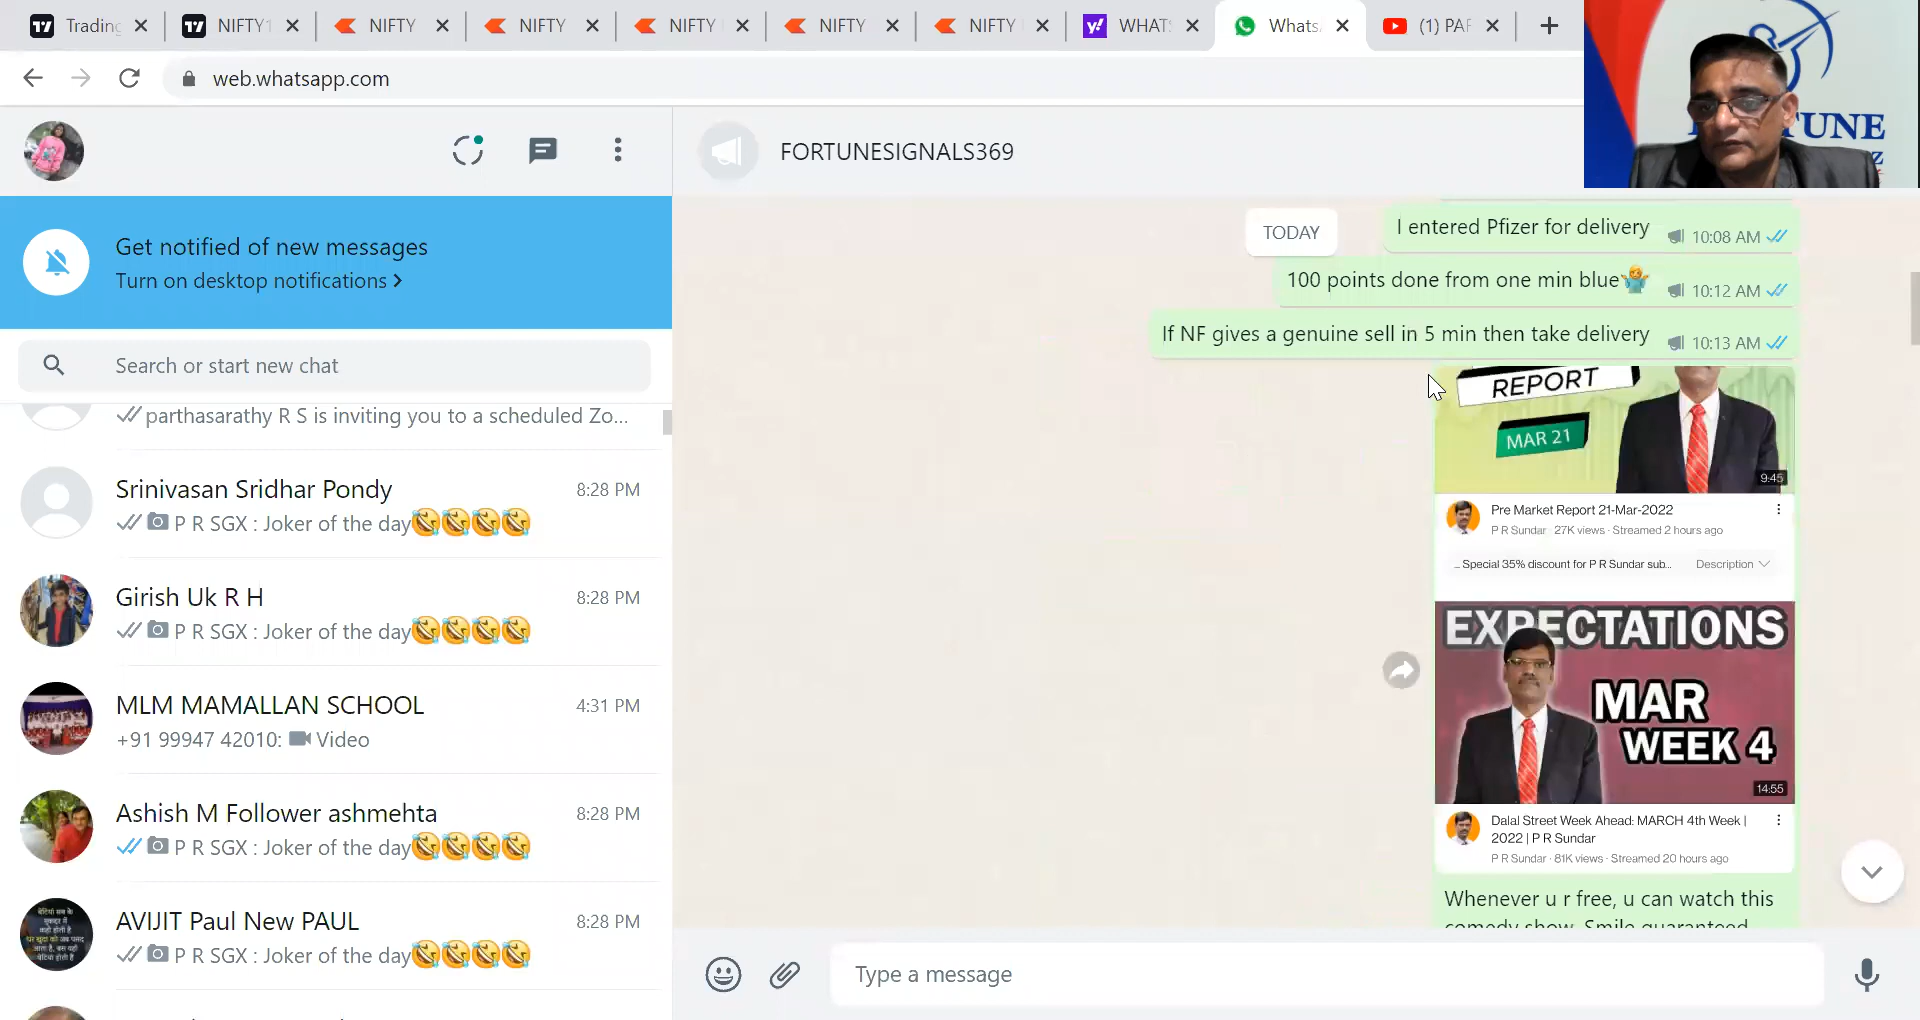 Trading
NIFTY1
NIFTY
NIFTY
NIFTY
NIFTY
NIFTY
WHATS
Whats
(1) PAR
web.whatsapp.com
TUNE
Z
Get notified of new messages
Turn on desktop notifications
Search or start new chat
parthasarathy R S is inviting you to a scheduled Zo...
Srinivasan Sridhar Pondy
8:28 PM
P R SGX : Joker of the day🤣🤣🤣🤣
Girish Uk R H
8:28 PM
P R SGX : Joker of the day🤣🤣🤣🤣
MLM MAMALLAN SCHOOL
4:31 PM
+91 99947 42010: Video
Ashish M Follower ashmehta
8:28 PM
P R SGX : Joker of the day🤣🤣🤣🤣
AVIJIT Paul New PAUL
8:28 PM
P R SGX : Joker of the day🤣🤣🤣🤣
FORTUNESIGNALS369
TODAY
I entered Pfizer for delivery
10:08 AM
100 points done from one min blue🤷
10:12 AM
If NF gives a genuine sell in 5 min then take delivery
10:13 AM
REPORT
MAR 21
9:45
Pre Market Report 21-Mar-2022
P R Sundar · 27K views · Streamed 2 hours ago
... Special 35% discount for P R Sundar sub...
Description
EXPECTATIONS
MAR
WEEK 4
14:55
Dalal Street Week Ahead: MARCH 4th Week |
2022 | P R Sundar
P R Sundar · 81K views · Streamed 20 hours ago
Whenever u r free, u can watch this
comedy show. Smile guaranteed
Type a message